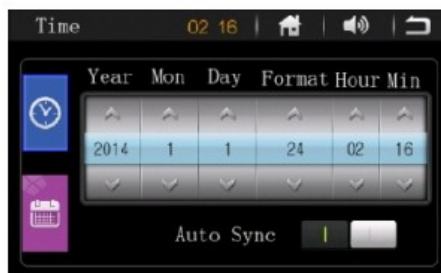 Time 02 16
Year Mon Day Format Hour Min
2014 1 1 24 02 16
Auto Sync